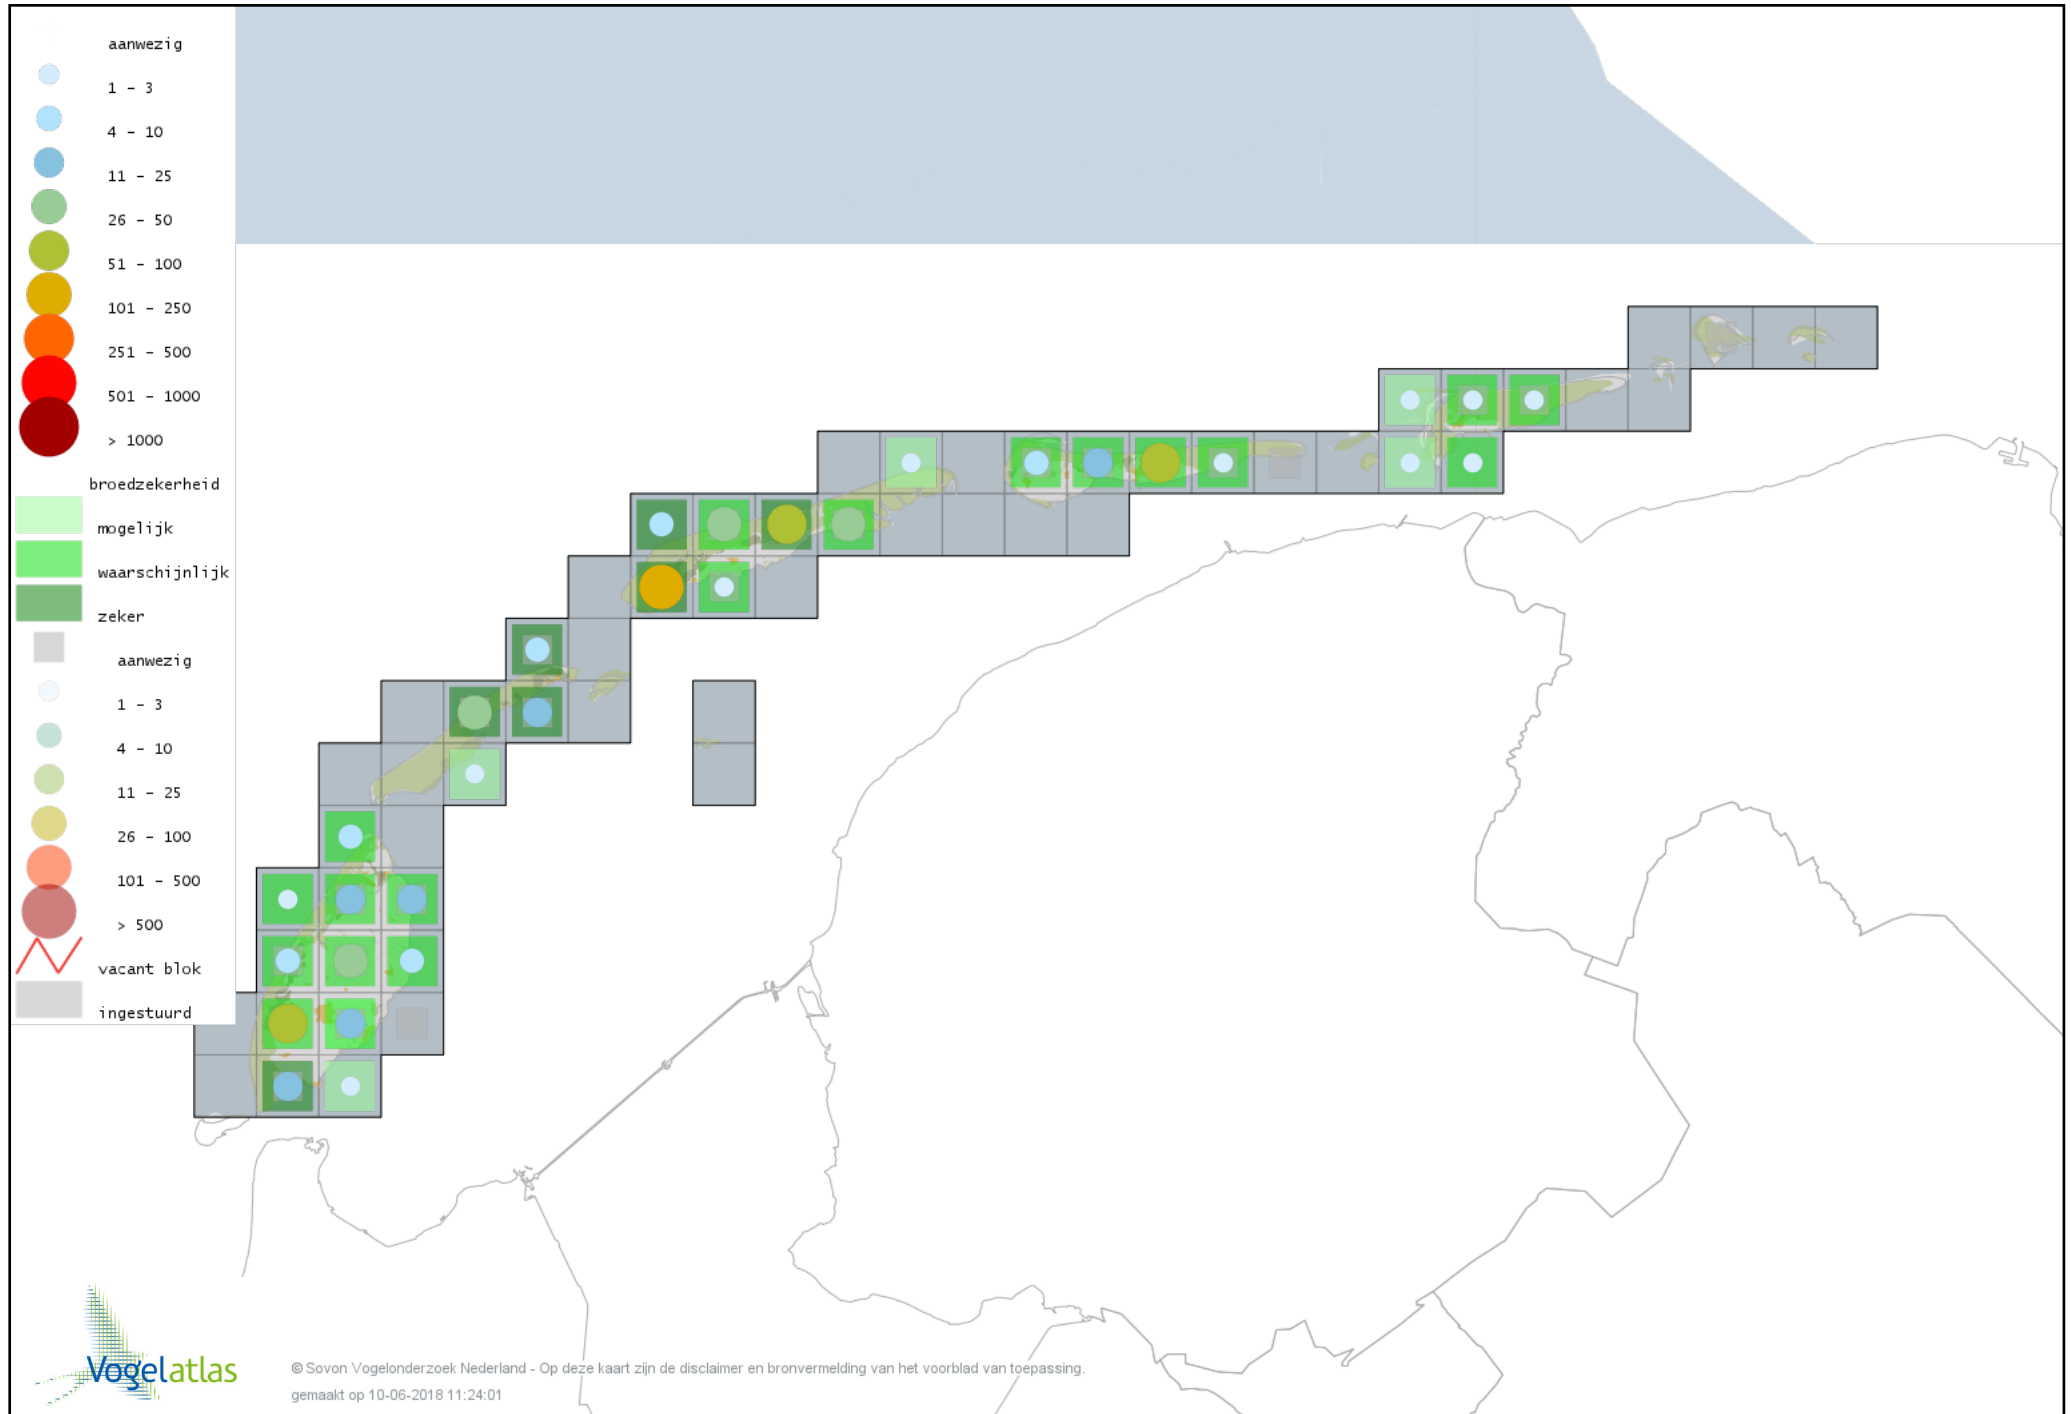 aanwezig
1 - 3
4 - 10
11 - 25
26 - 50
51 - 100
101 - 250
251 - 500
501 - 1000
> 1000
broedzekerheid
mogelijk
waarschijnlijk
zeker
aanwezig
1 - 3
4 - 10
11 - 25
26 - 100
101 - 500
> 500
vacant blok
ingestuurd
Vogelatlas
© Sovon Vogelonderzoek Nederland - Op deze kaart zijn de disclaimer en bronvermelding van het voorblad van toepassing.
gemaakt op 10-06-2018 11:24:01